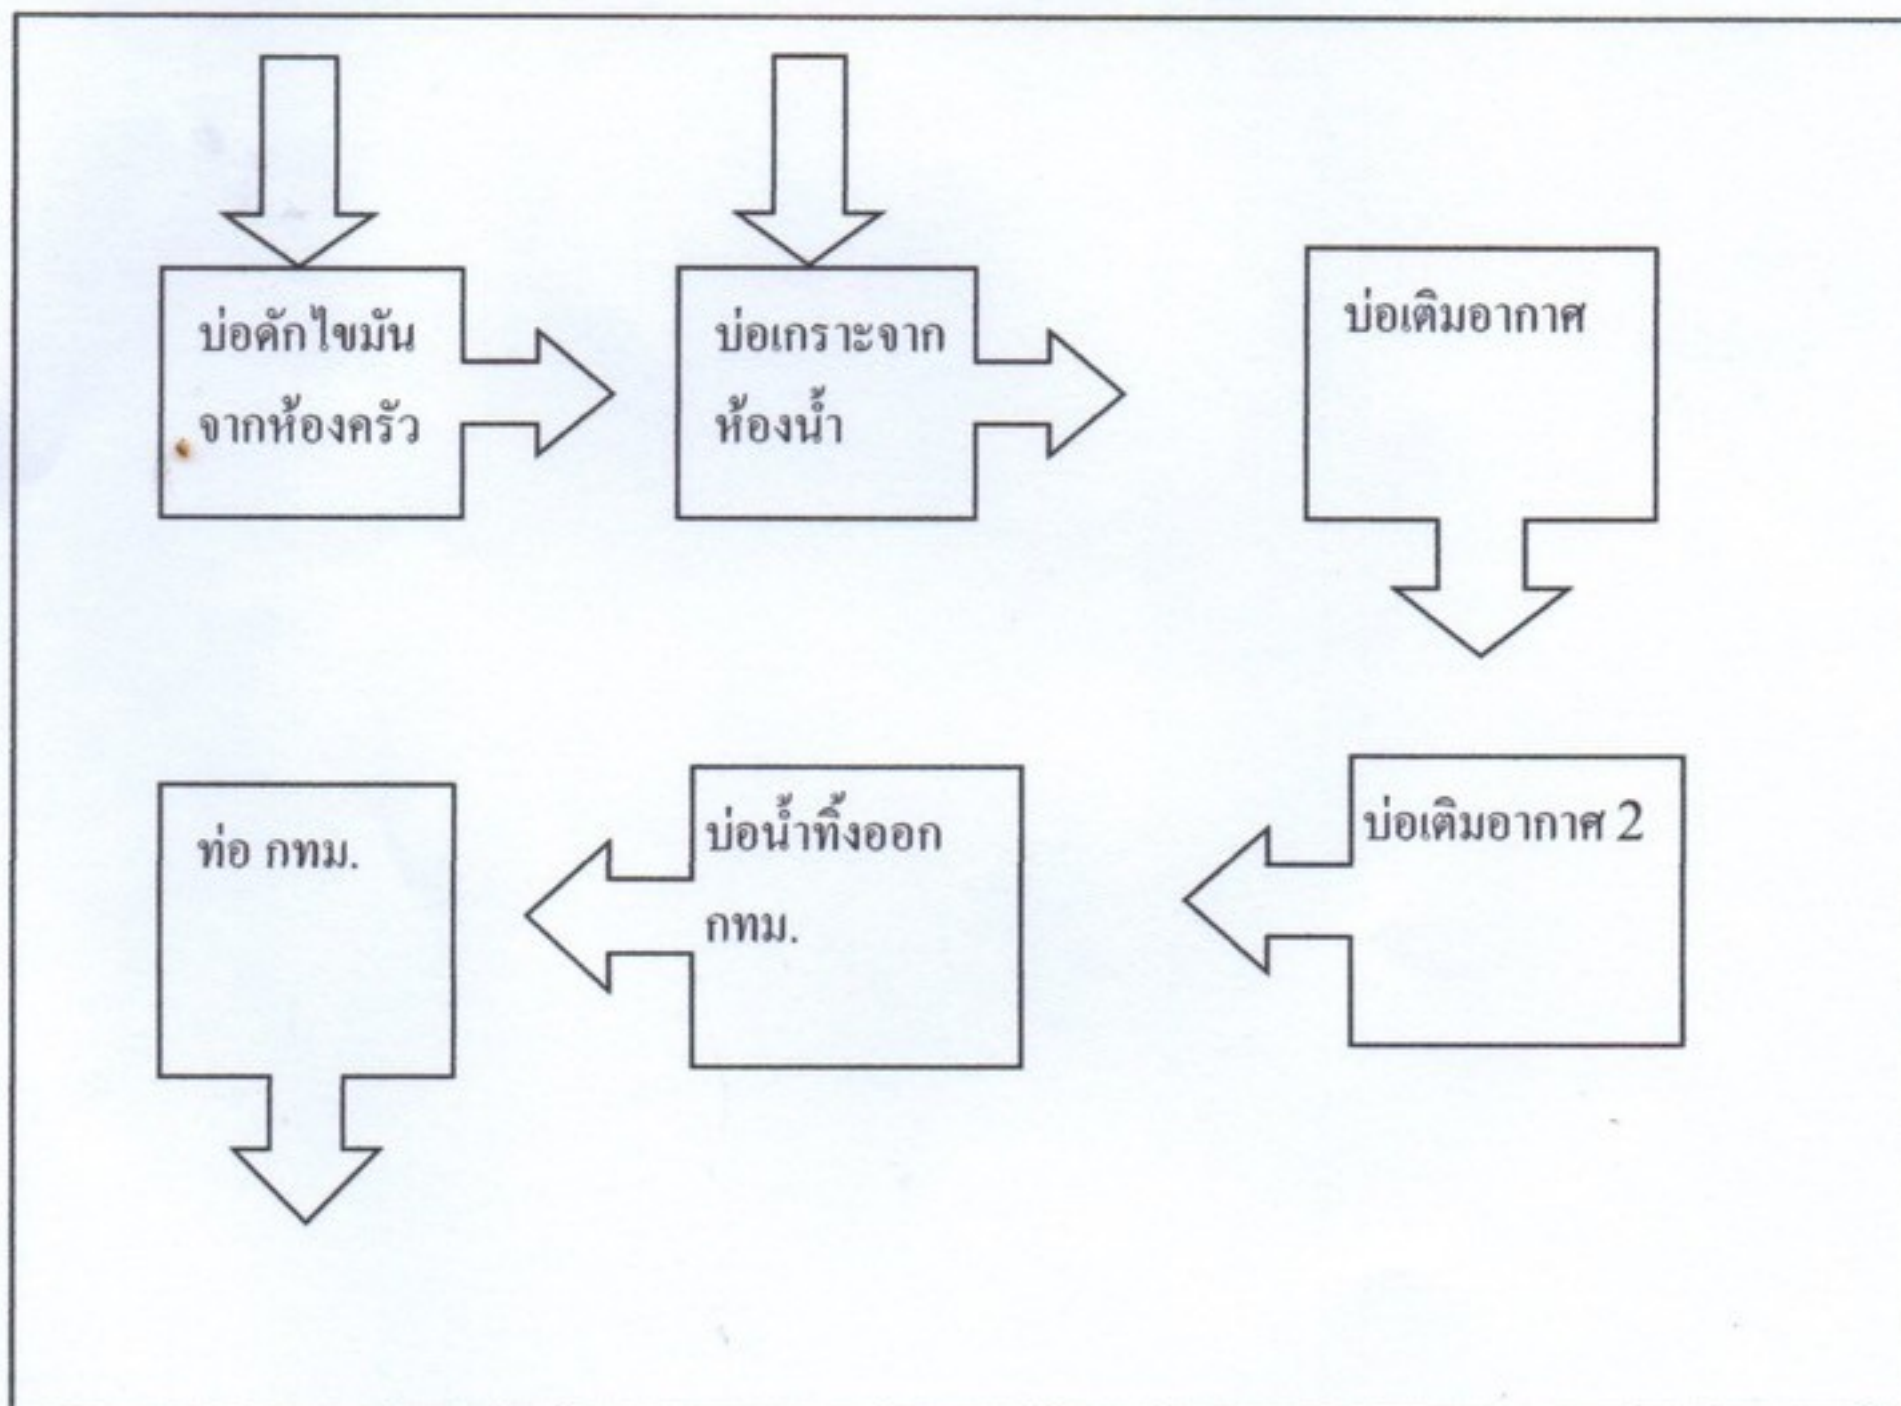 บ่อดักไขมัน
จากห้องครัว
บ่อเกราะจาก
ห้องน้ำ
บ่อเติมอากาศ
ท่อ กทม.
บ่อน้ำทิ้งออก
กทม.
บ่อเติมอากาศ 2